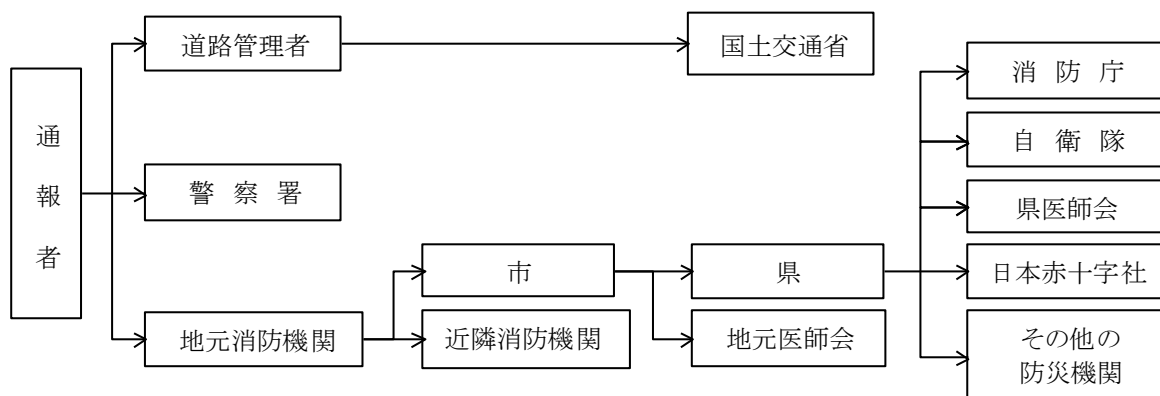 通報者
道路管理者
国土交通省
警察署
地元消防機関
市
近隣消防機関
県
地元医師会
消防庁
自衛隊
県医師会
日本赤十字社
その他の
防災機関